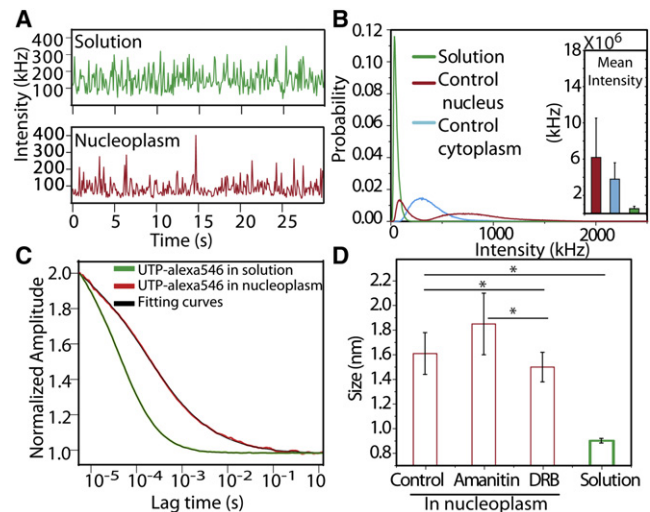 A
Intensity (kHz)
400
300
200
100
Solution
400
300
200
100
Nucleoplasm
0 5 10 15 20 25
Time (s)
B
Probability
0.12
0.10
0.08
0.06
0.04
0.02
0.00
Solution
Control
nucleus
Control
cytoplasm
X10⁶
18
14
10
6
2
(kHz)
Mean
Intensity
0 1000 2000
Intensity (kHz)
C
Normalized Amplitude
2.0
1.8
1.6
1.4
1.2
1.0
UTP-alexa546 in solution
UTP-alexa546 in nucleoplasm
Fitting curves
10⁻⁵ 10⁻⁴ 10⁻³ 10⁻² 10⁻¹ 10
Lag time (s)
D
Size (nm)
2.2
2.0
1.8
1.6
1.4
1.2
1.0
0.8
*
*
*
Control Amanitin DRB Solution
In nucleoplasm